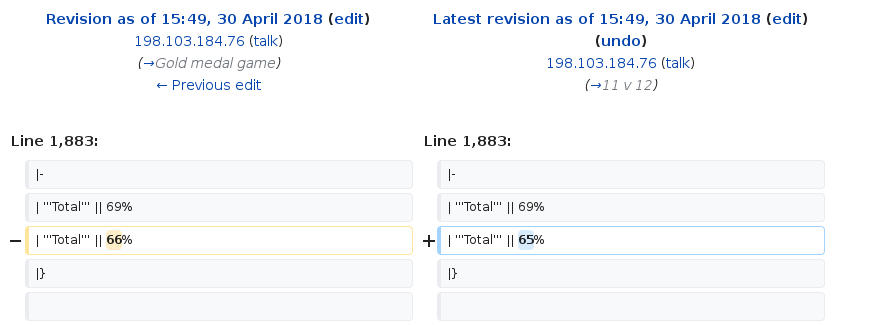 Revision as of 15:49, 30 April 2018 (edit)
198.103.184.76 (talk)
(→Gold medal game)
← Previous edit
Latest revision as of 15:49, 30 April 2018 (edit)
(undo)
198.103.184.76 (talk)
(→11 v 12)
Line 1,883:
Line 1,883:
|-
|-
| '''Total''' || 69%
| '''Total''' || 69%
− | '''Total''' || 66%
+ | '''Total''' || 65%
|}
|}